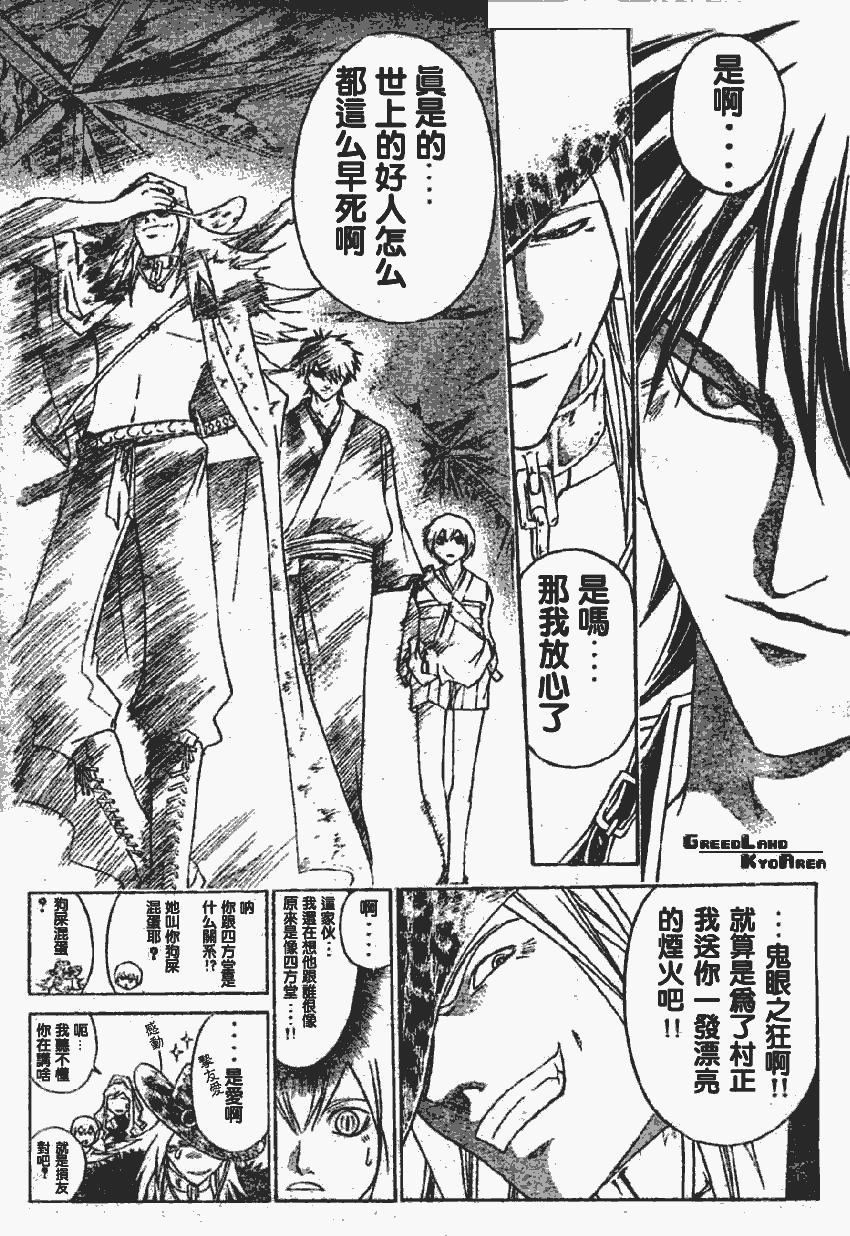 是啊‥‥
是嗎‥‥
那我放心了
眞是的‥‥
世上的好人怎么
都這么早死啊
GREEDLAND
KYOAREA
‥‥鬼眼之狂啊!!
就算是爲了村正
我送你一發漂亮
的煙火吧!!
啊‥‥
這家伙‥‥
我還在想他跟誰很像
原來是像四方堂‥‥!!
呐
你跟四方堂是
什么關系!?
她叫你狗屎
混蛋耶?
狗屎混蛋
?
‥‥是愛啊
感動
摯友愛
呃‥‥
我聽不懂
你在講啥
就是損友
對吧?